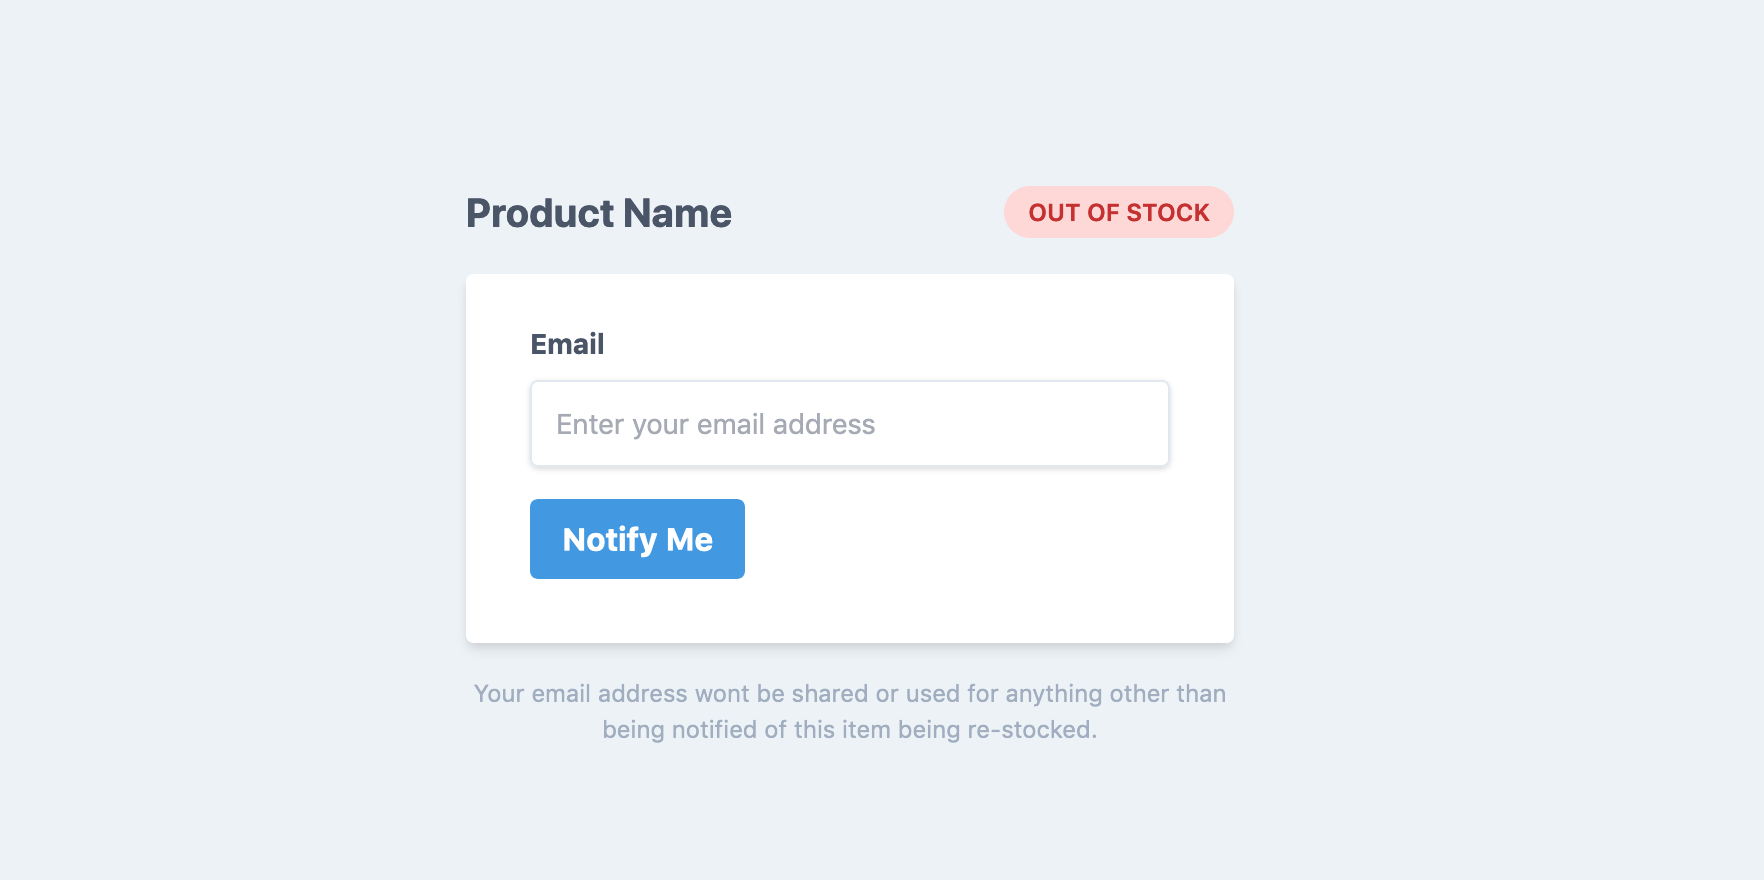 Product Name
OUT OF STOCK
Email
Enter your email address
Notify Me
Your email address wont be shared or used for anything other than
being notified of this item being re-stocked.